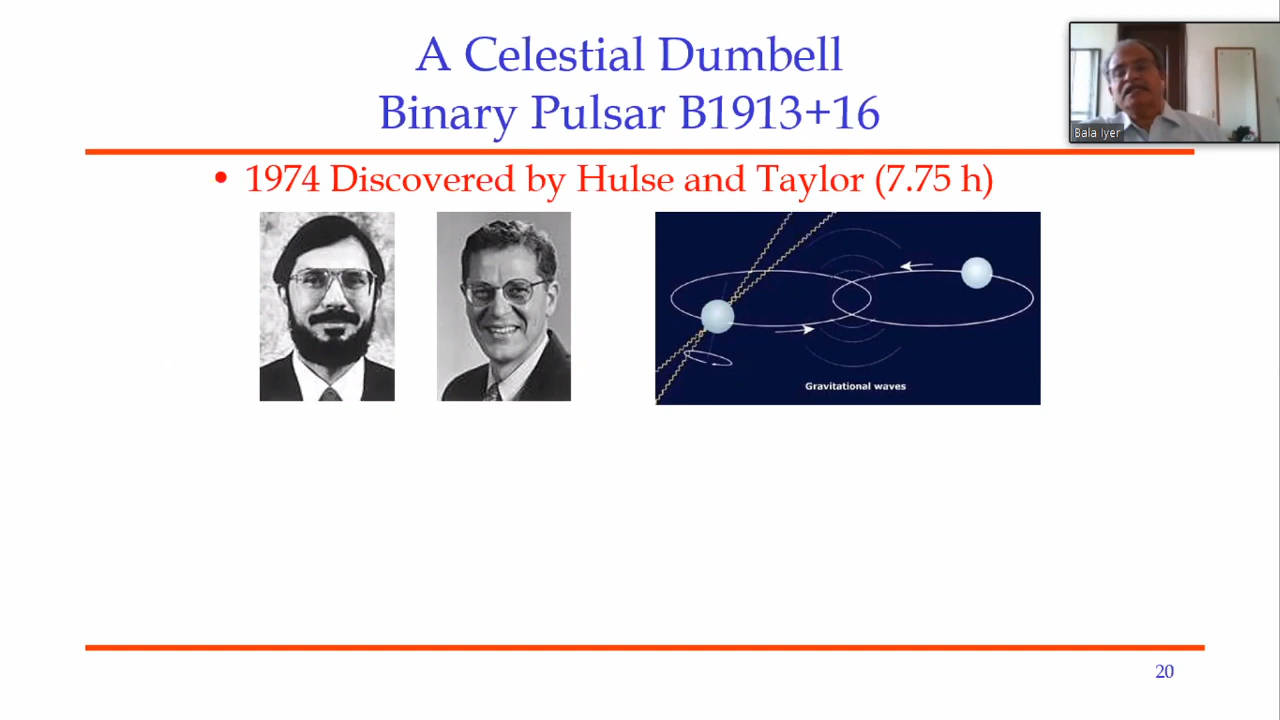 A Celestial Dumbell
Binary Pulsar B1913+16
Bala Iyer
• 1974 Discovered by Hulse and Taylor (7.75 h)
Gravitational waves
20